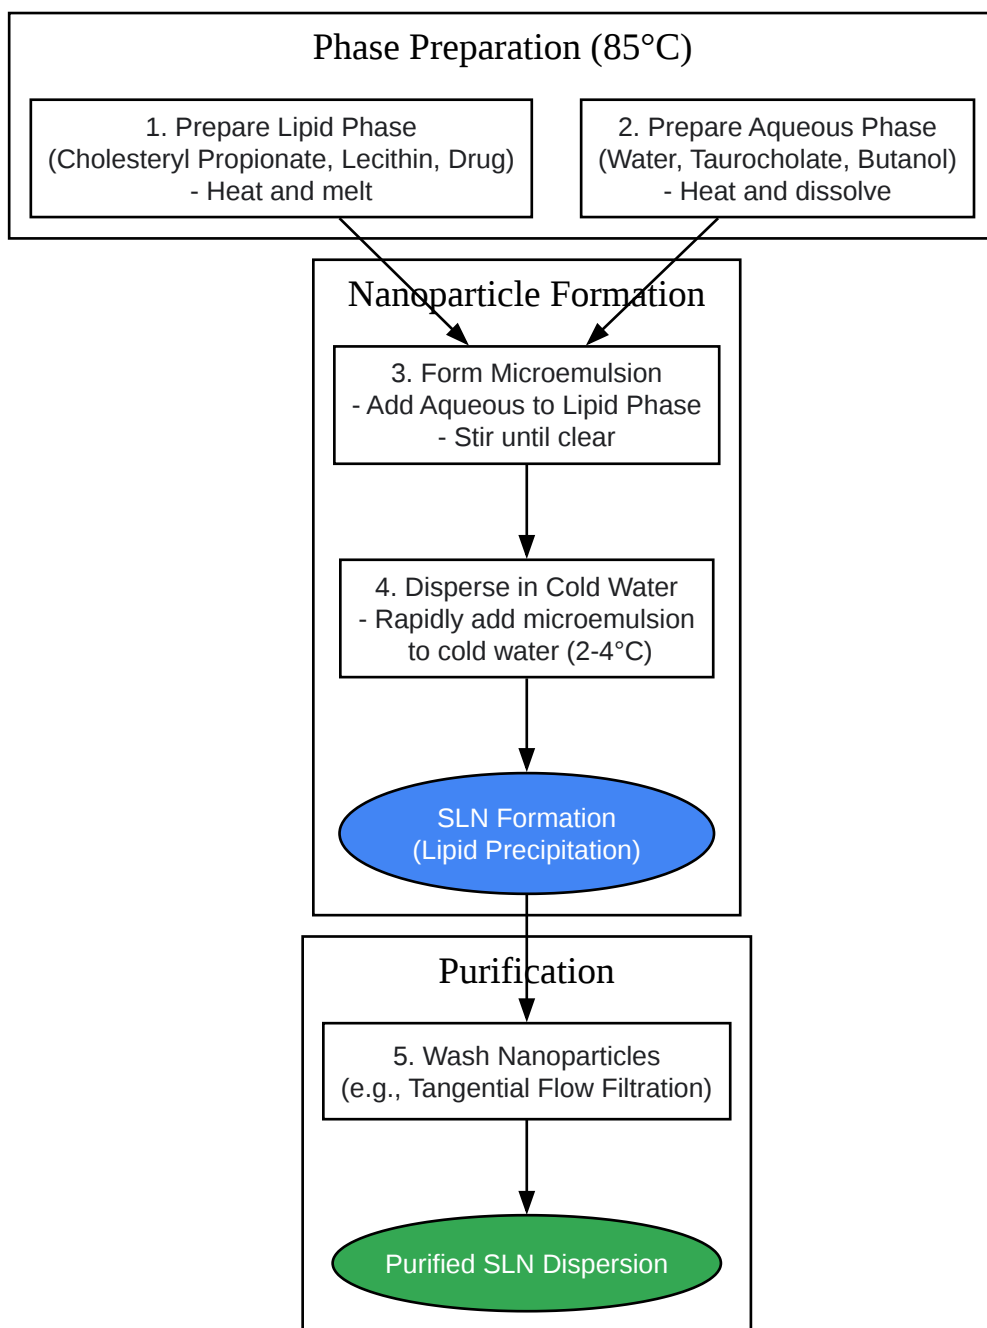 Phase Preparation (85°C)
1. Prepare Lipid Phase
(Cholesteryl Propionate, Lecithin, Drug)
- Heat and melt
2. Prepare Aqueous Phase
(Water, Taurocholate, Butanol)
- Heat and dissolve
Nanoparticle Formation
3. Form Microemulsion
- Add Aqueous to Lipid Phase
- Stir until clear
4. Disperse in Cold Water
- Rapidly add microemulsion
to cold water (2-4°C)
SLN Formation
(Lipid Precipitation)
Purification
5. Wash Nanoparticles
(e.g., Tangential Flow Filtration)
Purified SLN Dispersion